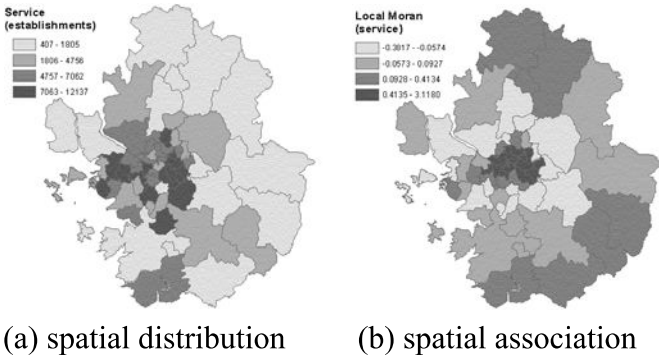 Service
(establishments)
407 - 1805
1806 - 4756
4757 - 7062
7063 - 12137
Local Moran
(service)
-0.3817 - -0.0574
-0.0573 - 0.0927
0.0928 - 0.4134
0.4135 - 3.1180
(a) spatial distribution
(b) spatial association